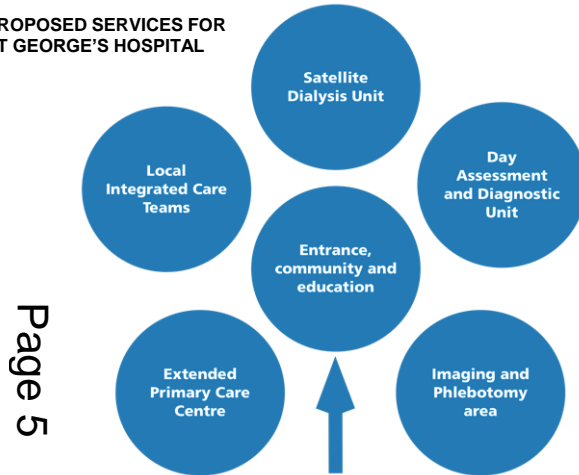 ROPOSED SERVICES FOR
T GEORGE'S HOSPITAL
Satellite
Dialysis Unit
Local
Integrated Care
Teams
Day
Assessment
and Diagnostic
Unit
Entrance,
community and
education
Extended
Primary Care
Centre
Imaging and
Phlebotomy
area
Page 5